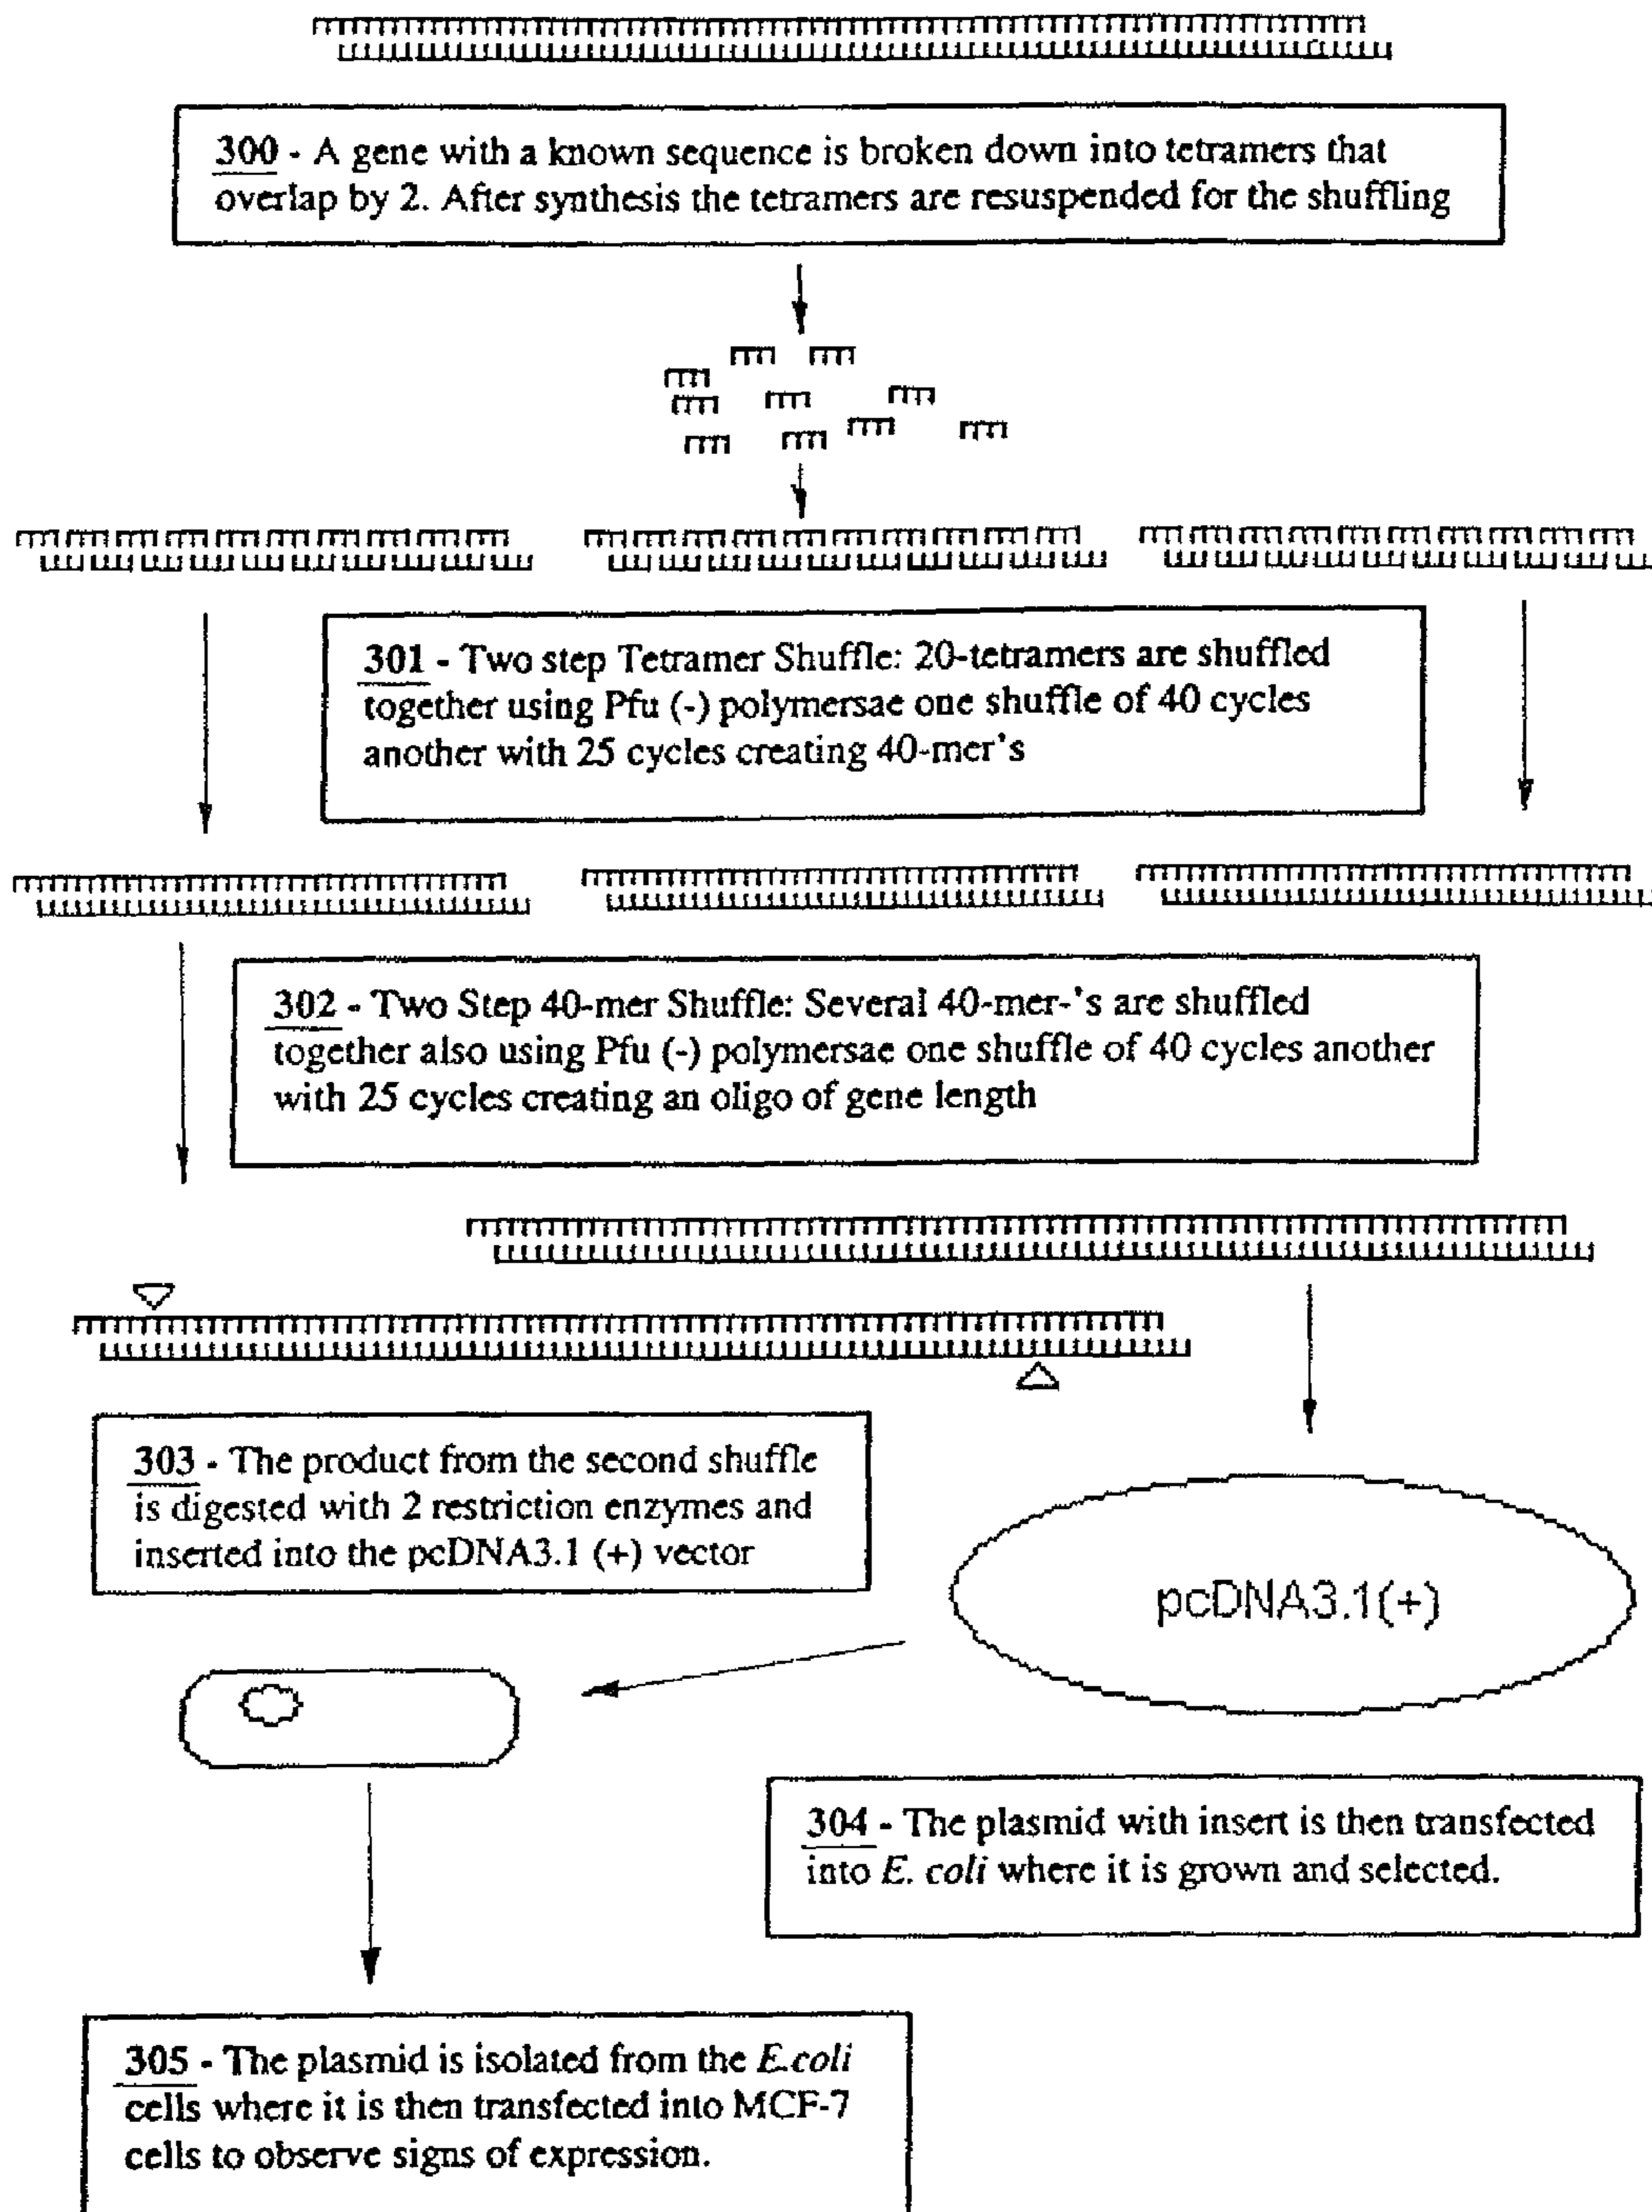 300 - A gene with a known sequence is broken down into tetramers that
overlap by 2. After synthesis the tetramers are resuspended for the shuffling
301 - Two step Tetramer Shuffle: 20-tetramers are shuffled
together using Pfu (-) polymersae one shuffle of 40 cycles
another with 25 cycles creating 40-mer's
302 - Two Step 40-mer Shuffle: Several 40-mer-'s are shuffled
together also using Pfu (-) polymersae one shuffle of 40 cycles another
with 25 cycles creating an oligo of gene length
303 - The product from the second shuffle
is digested with 2 restriction enzymes and
inserted into the pcDNA3.1 (+) vector
pcDNA3.1(+)
304 - The plasmid with insert is then transfected
into E. coli where it is grown and selected.
305 - The plasmid is isolated from the E.coli
cells where it is then transfected into MCF-7
cells to observe signs of expression.